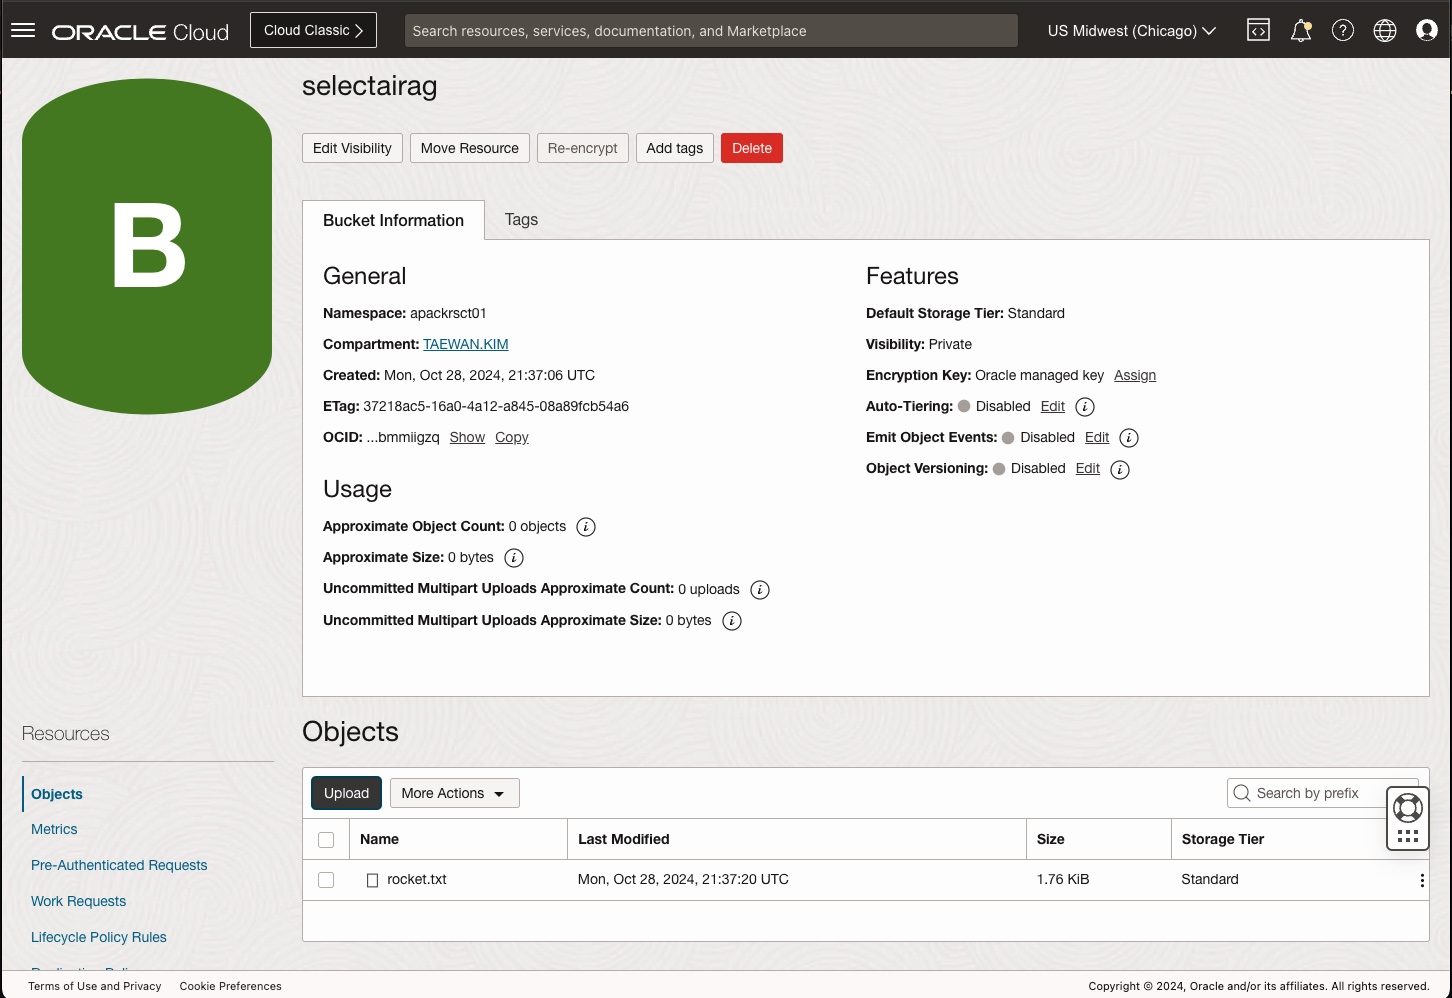 ORACLE Cloud
Cloud Classic
Search resources, services, documentation, and Marketplace
US Midwest (Chicago)
B
selectairag
Edit Visibility
Move Resource
Re-encrypt
Add tags
Delete
Bucket Information
Tags
General
Namespace: apackrsct01
Compartment: TAEWAN.KIM
Created: Mon, Oct 28, 2024, 21:37:06 UTC
ETag: 37218ac5-16a0-4a12-a845-08a89fcb54a6
OCID: ...bmmiigzq Show Copy
Usage
Approximate Object Count: 0 objects
Approximate Size: 0 bytes
Uncommitted Multipart Uploads Approximate Count: 0 uploads
Uncommitted Multipart Uploads Approximate Size: 0 bytes
Features
Default Storage Tier: Standard
Visibility: Private
Encryption Key: Oracle managed key Assign
Auto-Tiering: Disabled Edit
Emit Object Events: Disabled Edit
Object Versioning: Disabled Edit
Resources
Objects
Metrics
Pre-Authenticated Requests
Work Requests
Lifecycle Policy Rules
Objects
Upload
More Actions
Search by prefix
Name Last Modified Size Storage Tier
rocket.txt Mon, Oct 28, 2024, 21:37:20 UTC 1.76 KiB Standard
Terms of Use and Privacy
Cookie Preferences
Copyright © 2024, Oracle and/or its affiliates. All rights reserved.